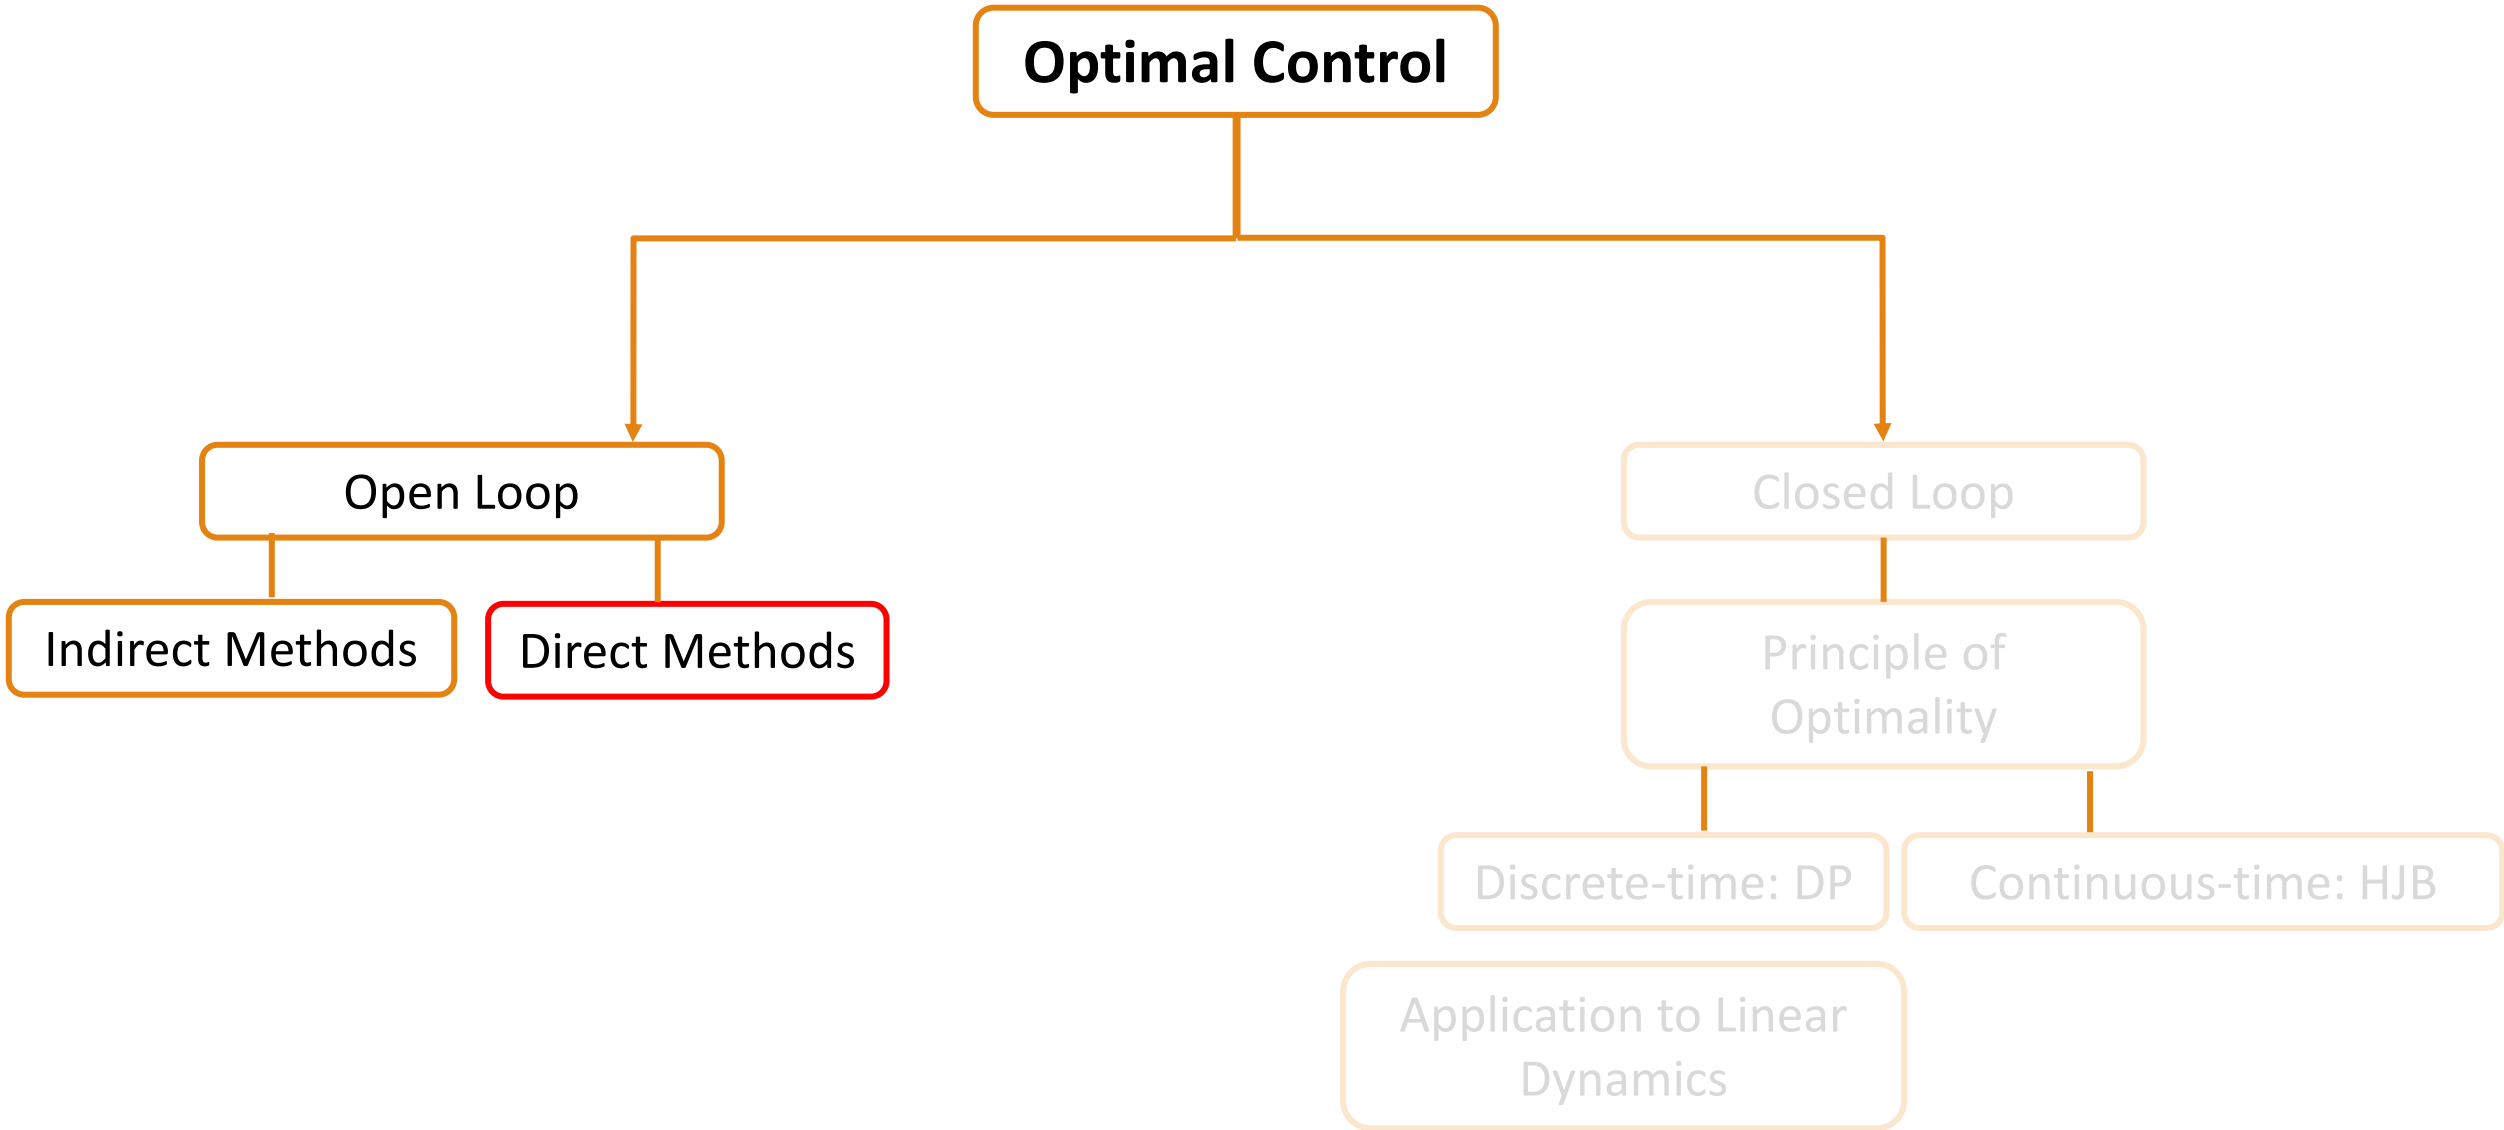 Optimal Control
Open Loop
Closed Loop
Indirect Methods
Direct Methods
Principle of
Optimality
Discrete-time: DP
Continuous-time: HJB
Application to Linear
Dynamics